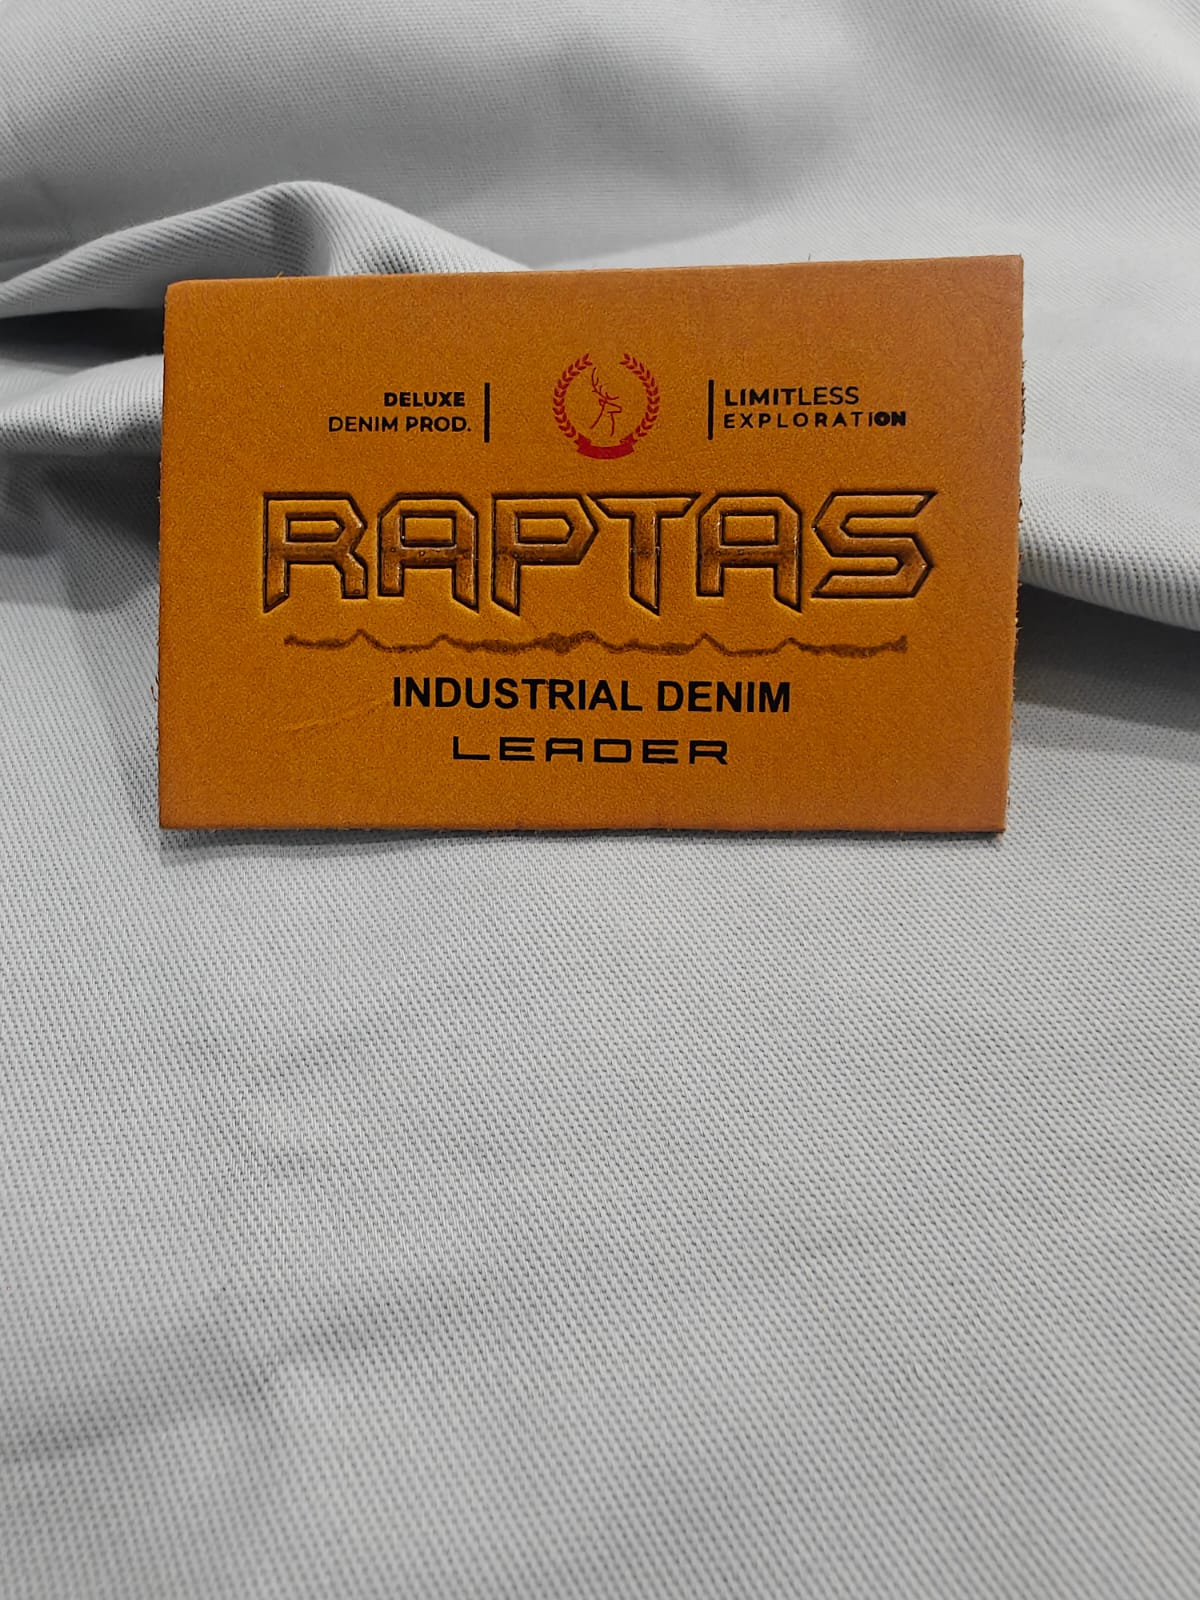 DELUXE
DENIM PROD.
LIMITLESS
EXPLORATION
RAPTAS
INDUSTRIAL DENIM
LEADER